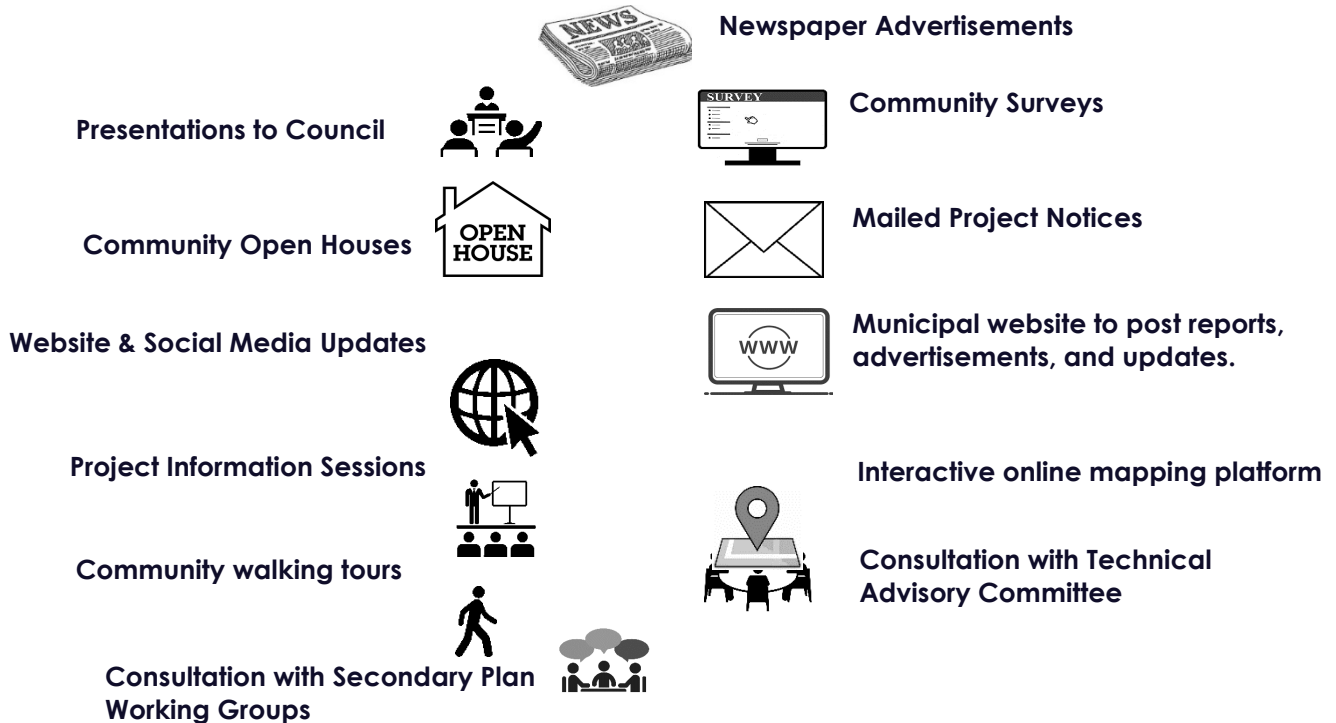 NEWS
Newspaper Advertisements
SURVEY
Community Surveys
Presentations to Council
Mailed Project Notices
OPEN
HOUSE
Community Open Houses
Website & Social Media Updates
WWW
Municipal website to post reports,
advertisements, and updates.
Project Information Sessions
Interactive online mapping platform
Community walking tours
Consultation with Technical
Advisory Committee
Consultation with Secondary Plan
Working Groups